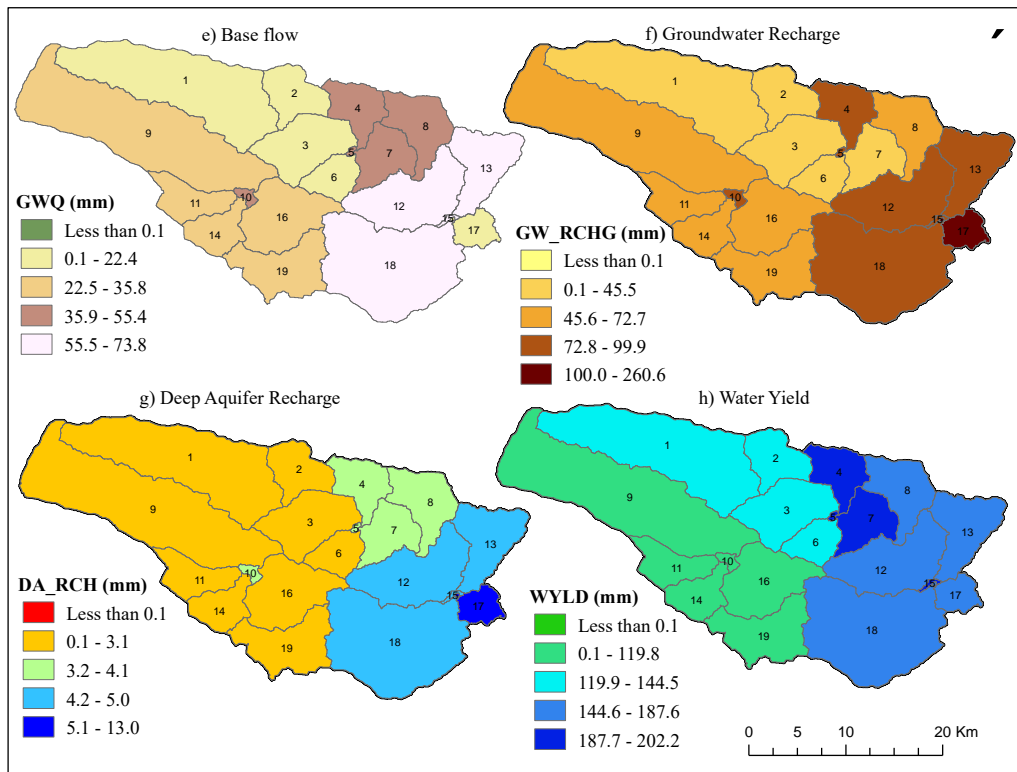 e) Base flow
1
2
4
8
9
3
5
7
6
13
10
11
12
16
15
14
17
18
19
GWQ (mm)
Less than 0.1
0.1 - 22.4
22.5 - 35.8
35.9 - 55.4
55.5 - 73.8
f) Groundwater Recharge
1
2
4
8
9
3
5
7
6
13
10
11
12
16
15
14
17
18
19
GW_RCHG (mm)
Less than 0.1
0.1 - 45.5
45.6 - 72.7
72.8 - 99.9
100.0 - 260.6
g) Deep Aquifer Recharge
1
2
4
8
9
3
5
7
6
13
10
11
12
16
15
14
17
18
19
DA_RCH (mm)
Less than 0.1
0.1 - 3.1
3.2 - 4.1
4.2 - 5.0
5.1 - 13.0
h) Water Yield
1
2
4
8
9
3
5
7
6
13
10
11
12
16
15
14
17
18
19
WYLD (mm)
Less than 0.1
0.1 - 119.8
119.9 - 144.5
144.6 - 187.6
187.7 - 202.2
0 5 10 20 Km